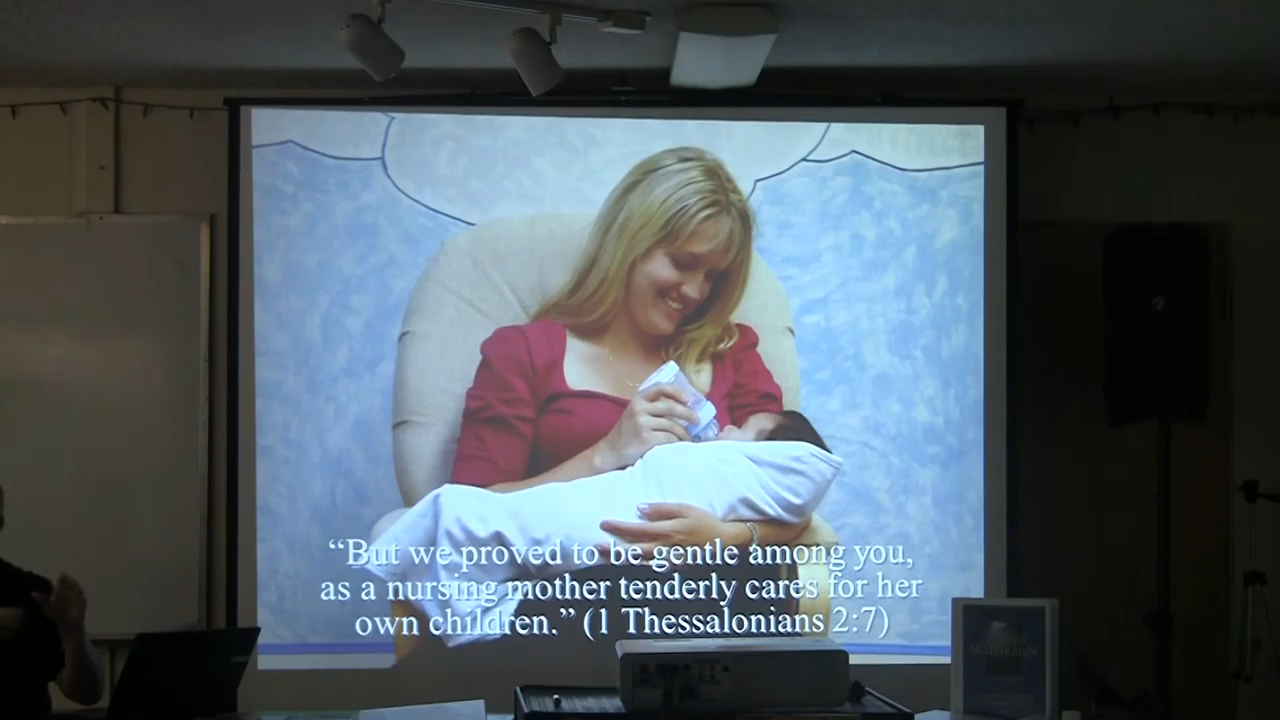 “But we proved to be gentle among you,
as a nursing mother tenderly cares for her
own children.” (1 Thessalonians 2:7)